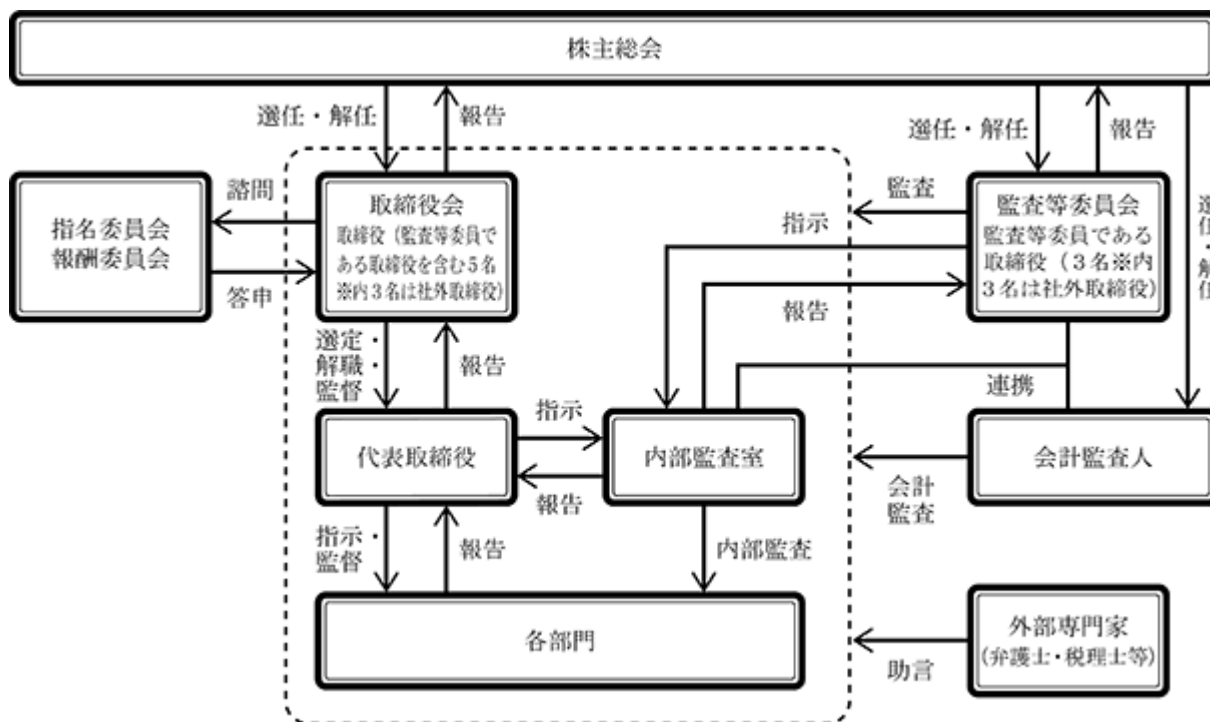 株主総会
選任・解任
報告
選任・解任
報告
選任・解任
諮問
答申
指名委員会
報酬委員会
取締役会
取締役（監査等委員で
ある取締役を含む５名
※内３名は社外取締役）
監査
指示
報告
監査等委員会
監査等委員である
取締役（３名※内
３名は社外取締役）
選定・
解職・
監督
報告
連携
代表取締役
指示
報告
内部監査室
会計監査人
会計
監査
指示・
監督
報告
内部監査
各部門
外部専門家
（弁護士・税理士等）
助言